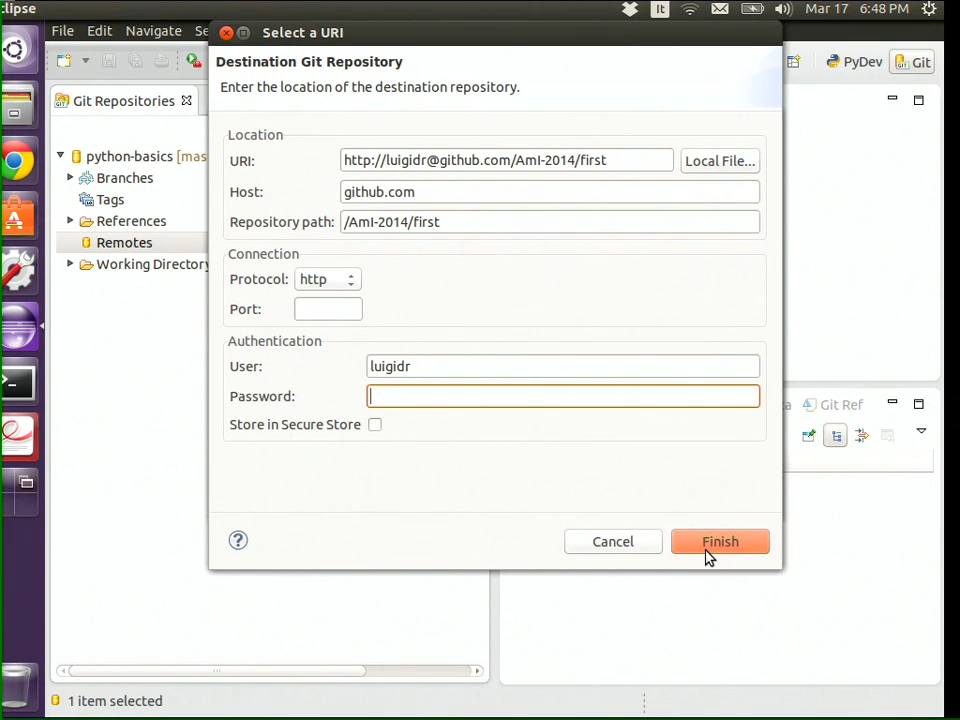 clipse
It
Mar 17
6:48 PM
File Edit Navigate Se
Select a URI
Destination Git Repository
Enter the location of the destination repository.
PyDev Git
Git Repositories
python-basics [mas
Branches
Tags
References
Remotes
Working Directory
Location
URI: http://luigidr@github.com/AmI-2014/first Local File...
Host: github.com
Repository path: /AmI-2014/first
Connection
Protocol: http
Port:
Authentication
User: luigidr
Password:
Store in Secure Store
a Git Ref
? Cancel Finish
1 item selected